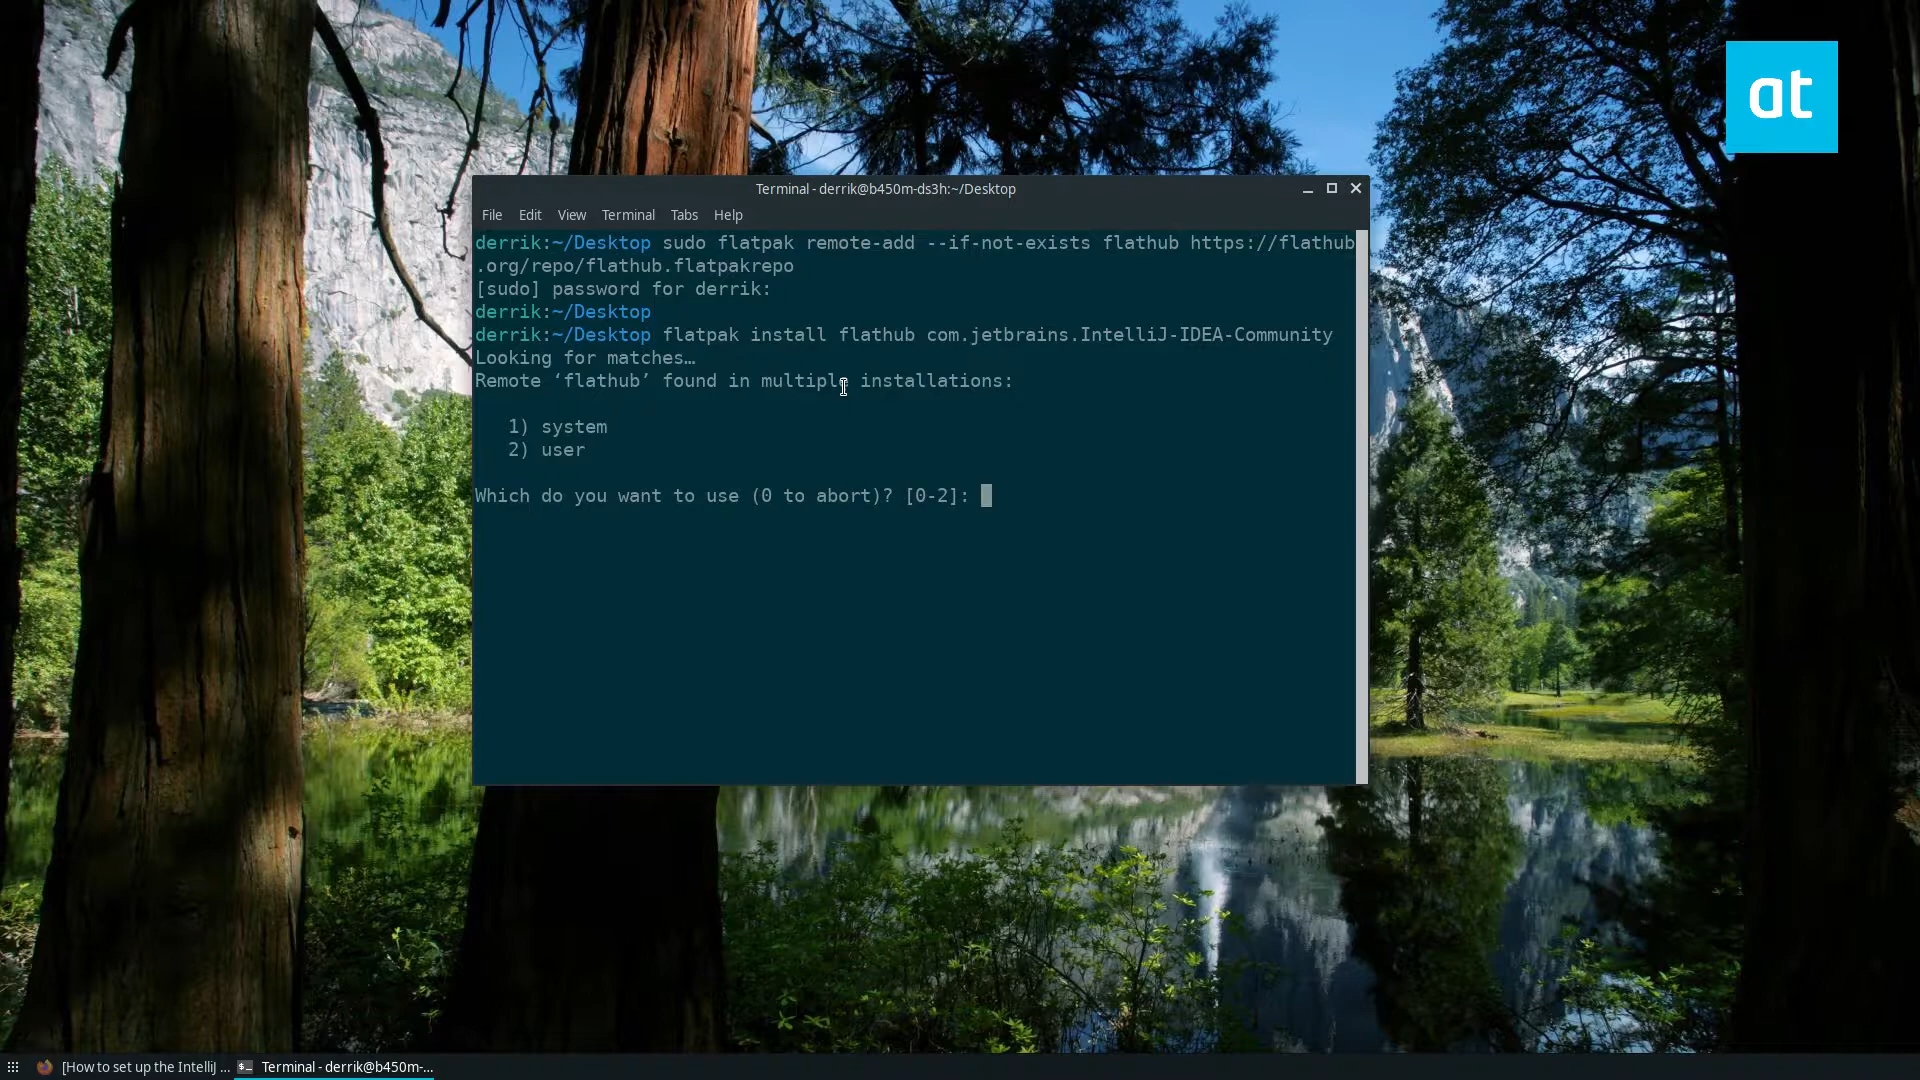 at
Terminal - derrik@b450m-ds3h:~/Desktop
File Edit View Terminal Tabs Help
derrik:~/Desktop sudo flatpak remote-add --if-not-exists flathub https://flathub
.org/repo/flathub.flatpakrepo
[sudo] password for derrik:
derrik:~/Desktop
derrik:~/Desktop flatpak install flathub com.jetbrains.IntelliJ-IDEA-Community
Looking for matches…
Remote ‘flathub’ found in multiple installations:
1) system
2) user
Which do you want to use (0 to abort)? [0-2]:
[How to set up the IntelliJ ... Terminal - derrik@b450m-...